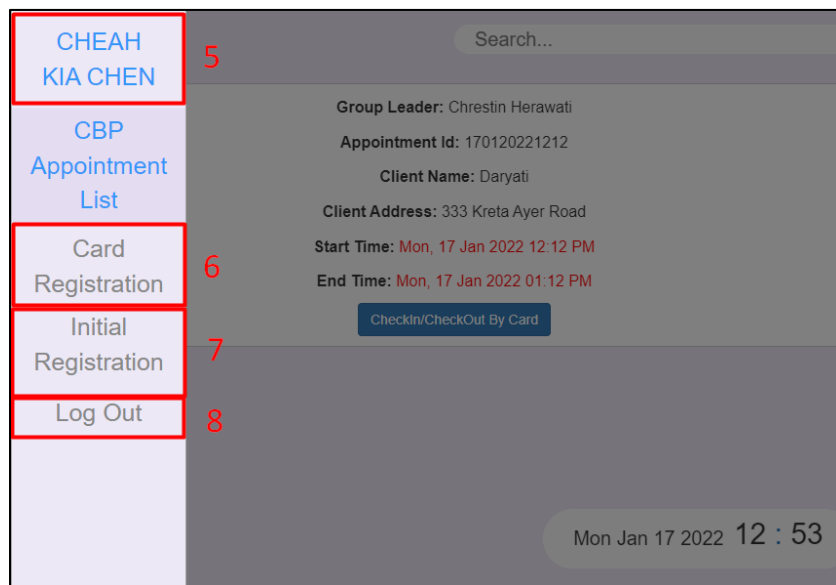 CHEAH
KIA CHEN
5
CBP
Appointment
List
Card
Registration
6
Initial
Registration
7
Log Out
8
Search...
Group Leader: Chrestin Herawati
Appointment Id: 170120221212
Client Name: Daryati
Client Address: 333 Kreta Ayer Road
Start Time: Mon, 17 Jan 2022 12:12 PM
End Time: Mon, 17 Jan 2022 01:12 PM
CheckIn/CheckOut By Card
Mon Jan 17 2022 12 : 53